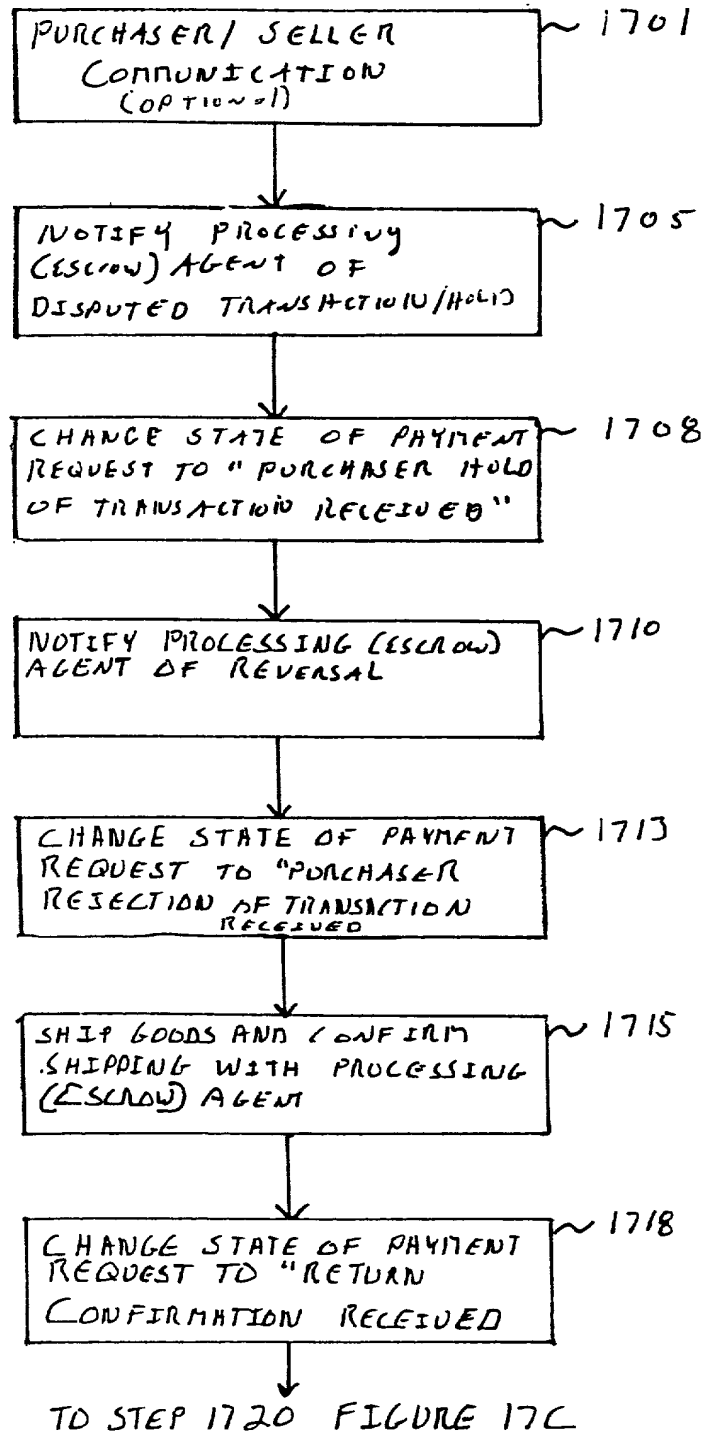 PURCHASER/ SELLER
COMMUNICATION
(OPTIONAL)
1701
NOTIFY PROCESSING
(ESCROW) AGENT OF
DISPUTED TRANSACTION/HOLD
1705
CHANGE STATE OF PAYMENT
REQUEST TO "PURCHASER HOLD
OF TRANSACTION RECEIVED"
1708
NOTIFY PROCESSING (ESCROW)
AGENT OF REVERSAL
1710
CHANGE STATE OF PAYMENT
REQUEST TO "PURCHASER
REJECTION OF TRANSACTION
RECEIVED
1713
SHIP GOODS AND CONFIRM
SHIPPING WITH PROCESSING
(ESCROW) AGENT
1715
CHANGE STATE OF PAYMENT
REQUEST TO "RETURN
CONFIRMATION RECEIVED
1718
TO STEP 1720 FIGURE 17C